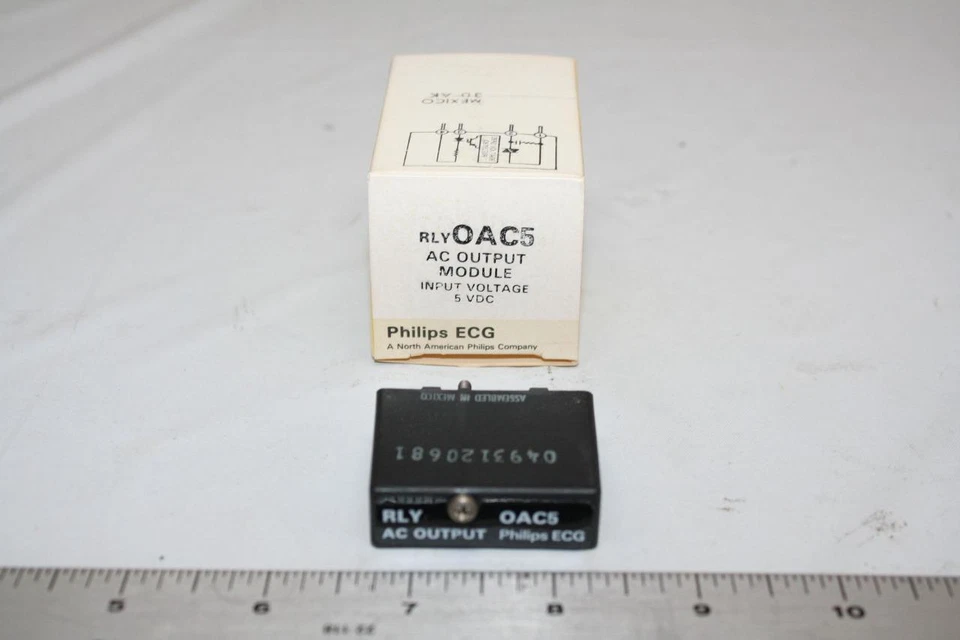 MEXICO
30-AK
RLY OAC5
AC OUTPUT
MODULE
INPUT VOLTAGE
5 VDC
Philips ECG
A North American Philips Company
ASSEMBLED IN MEXICO
0493120681
RLY OAC5
AC OUTPUT Philips ECG
5 6 7 8 9 10